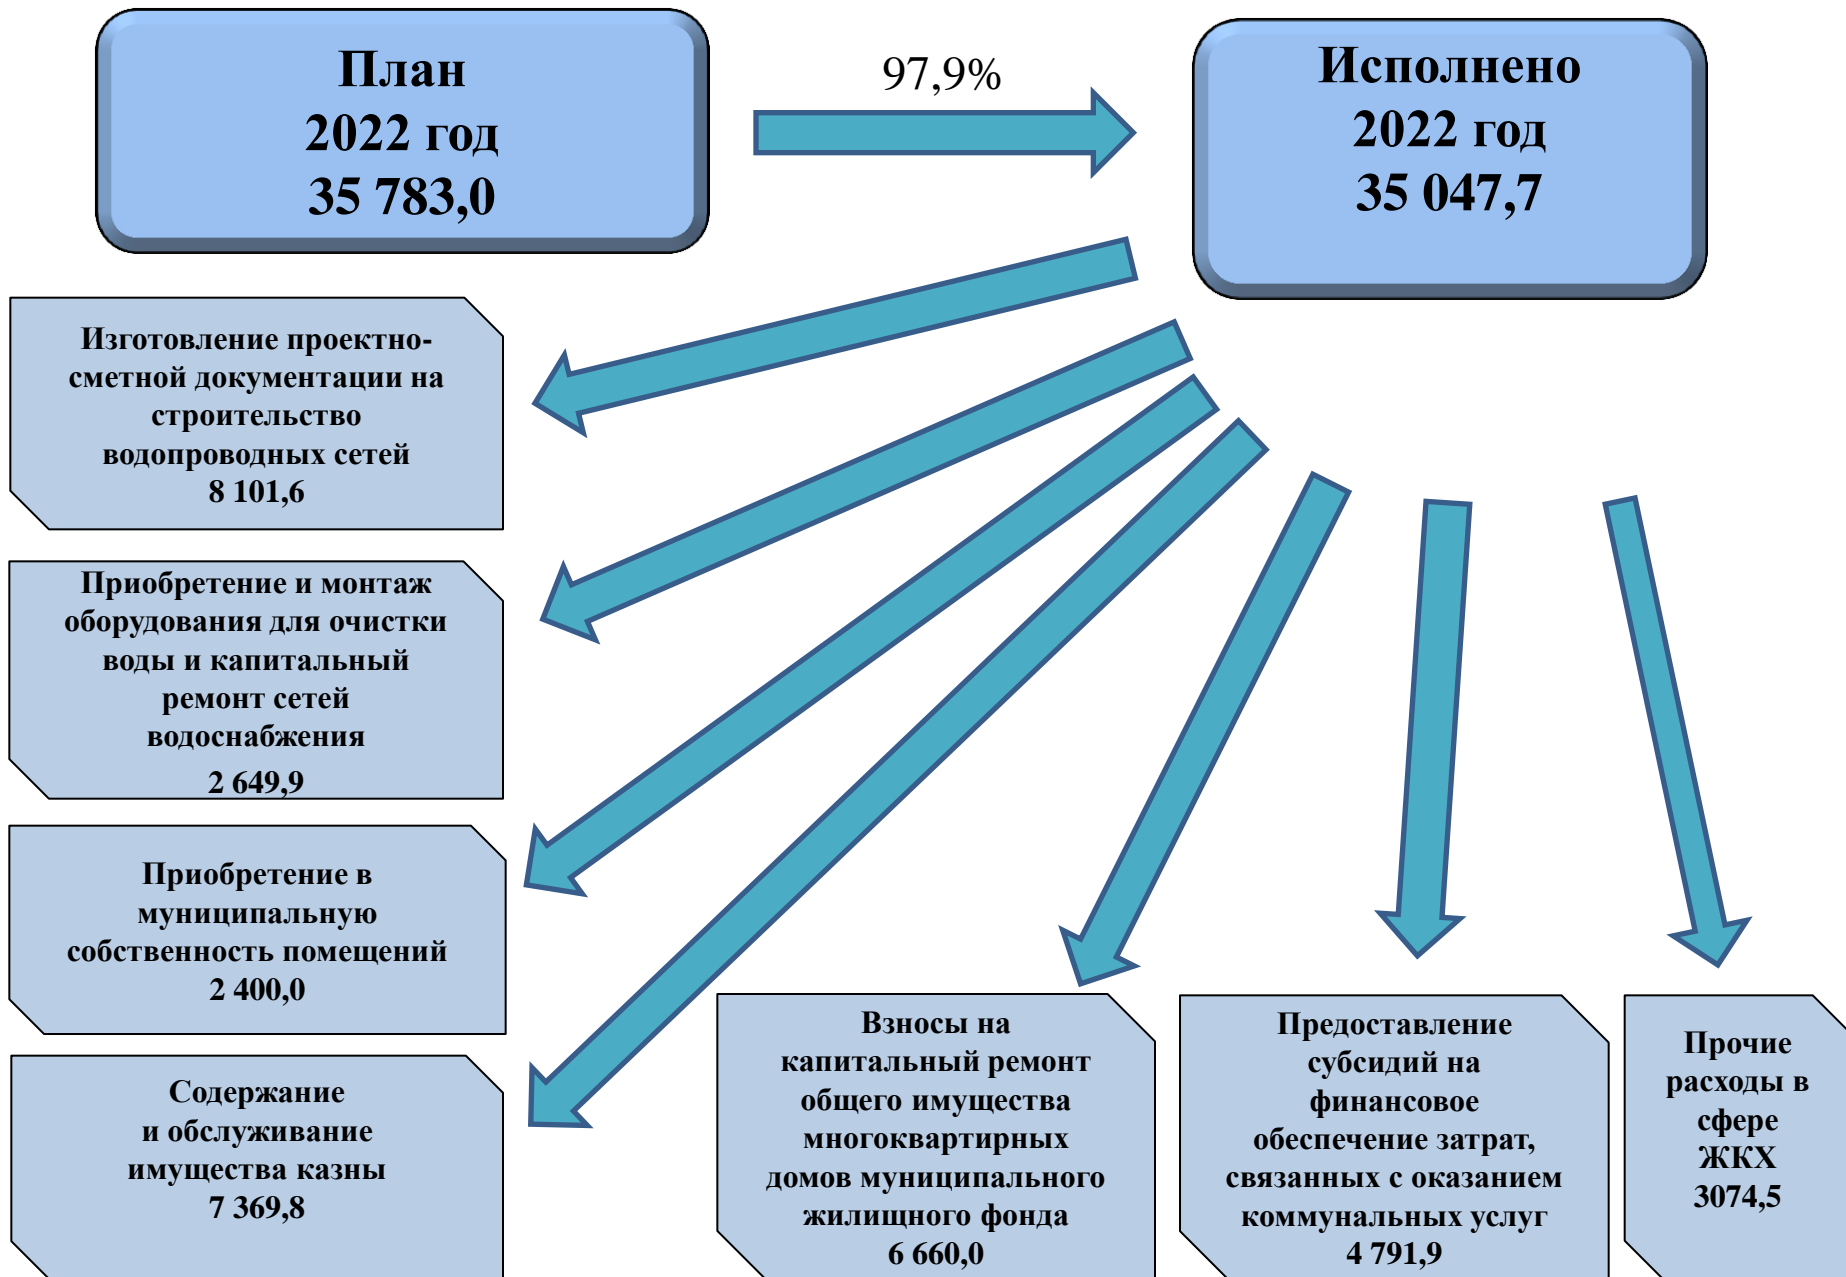 План
2022 год
35 783,0
97,9%
Исполнено
2022 год
35 047,7
Изготовление проектно-
сметной документации на
строительство
водопроводных сетей
8 101,6
Приобретение и монтаж
оборудования для очистки
воды и капитальный
ремонт сетей
водоснабжения
2 649,9
Приобретение в
муниципальную
собственность помещений
2 400,0
Содержание
и обслуживание
имущества казны
7 369,8
Взносы на
капитальный ремонт
общего имущества
многоквартирных
домов муниципального
жилищного фонда
6 660,0
Предоставление
субсидий на
финансовое
обеспечение затрат,
связанных с оказанием
коммунальных услуг
4 791,9
Прочие
расходы в
сфере
ЖКХ
3074,5